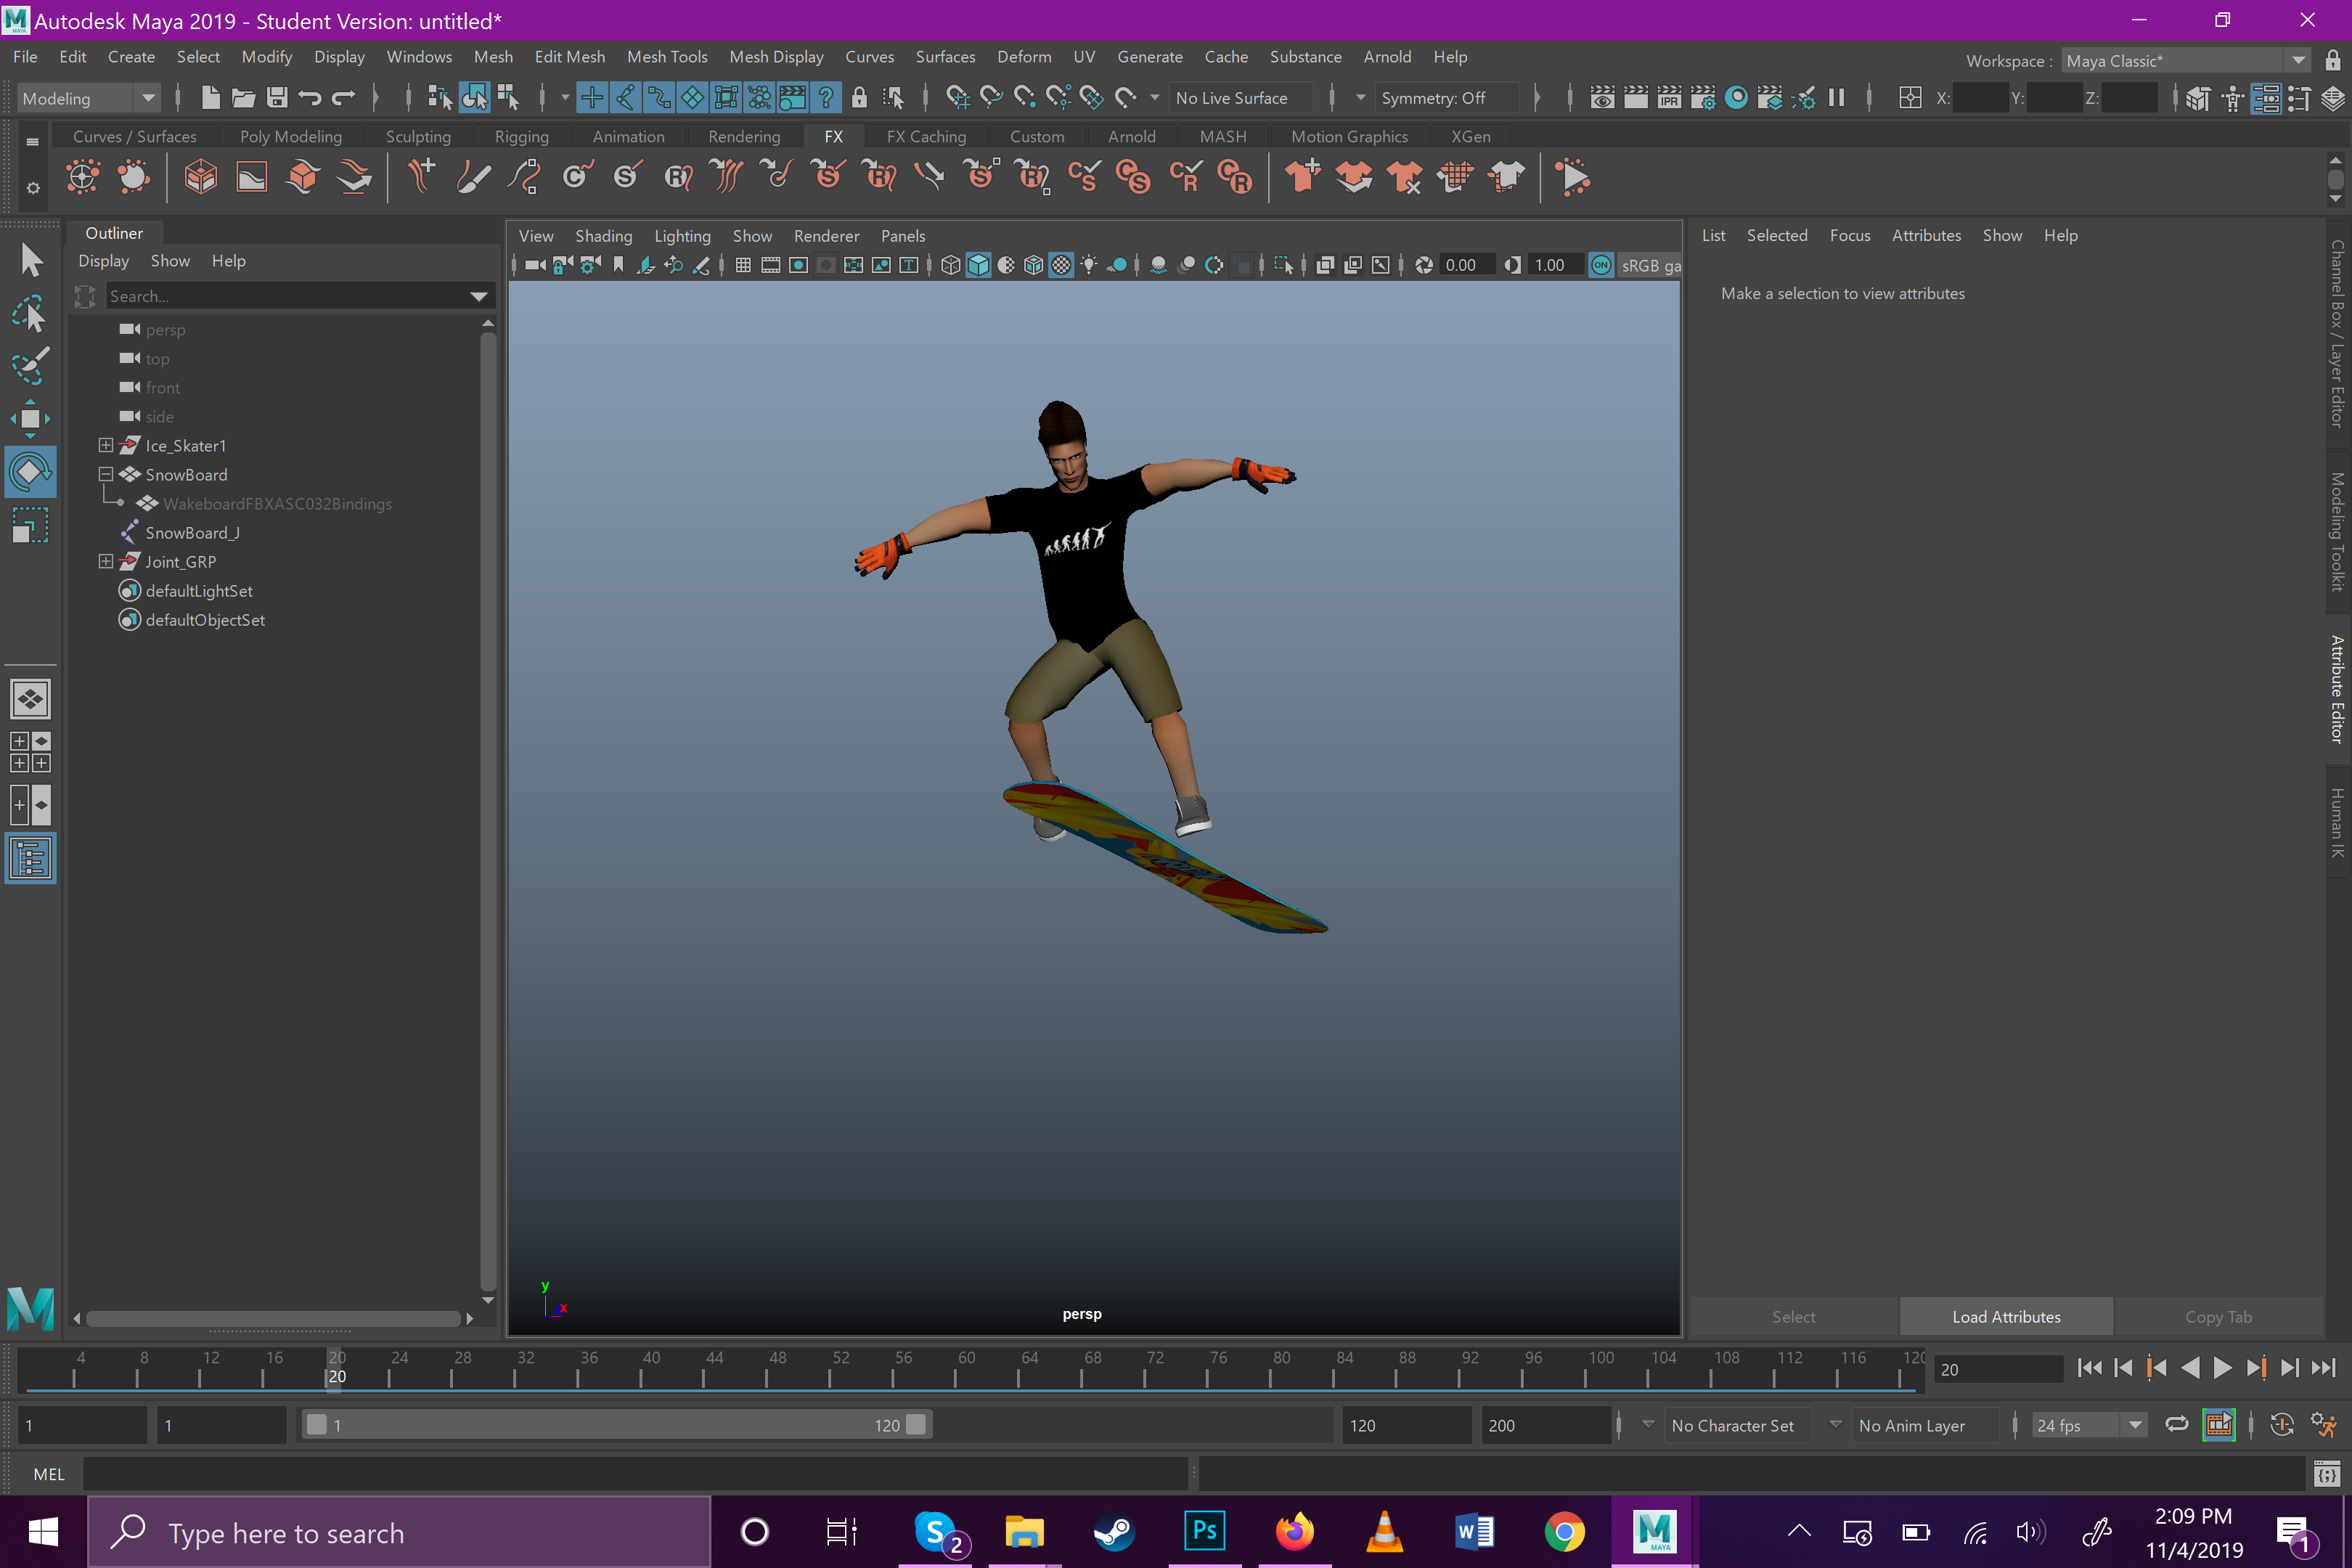 Autodesk Maya 2019 - Student Version: untitled*
File Edit Create Select Modify Display Windows Mesh Edit Mesh Mesh Tools Mesh Display Curves Surfaces Deform UV Generate Cache Substance Arnold Help
Workspace : Maya Classic*
Modeling
No Live Surface
Symmetry: Off
IPR
X: Y: Z:
Curves / Surfaces Poly Modeling Sculpting Rigging Animation Rendering FX FX Caching Custom Arnold MASH Motion Graphics XGen
Outliner
Display Show Help
Search...
persp
top
front
side
Ice_Skater1
SnowBoard
WakeboardFBXASC032Bindings
SnowBoard_J
Joint_GRP
defaultLightSet
defaultObjectSet
View Shading Lighting Show Renderer Panels
0.00 1.00 ON sRGB ga
y
x
persp
List Selected Focus Attributes Show Help
Make a selection to view attributes
Select Load Attributes Copy Tab
Channel Box / Layer Editor
Modeling Toolkit
Attribute Editor
Human IK
4 8 12 16 20 24 28 32 36 40 44 48 52 56 60 64 68 72 76 80 84 88 92 96 100 104 108 112 116 120
20
20
1 1 1 120 120 200 No Character Set No Anim Layer 24 fps
MEL
Type here to search
S 2 Ps W MAYA
2:09 PM
11/4/2019
1